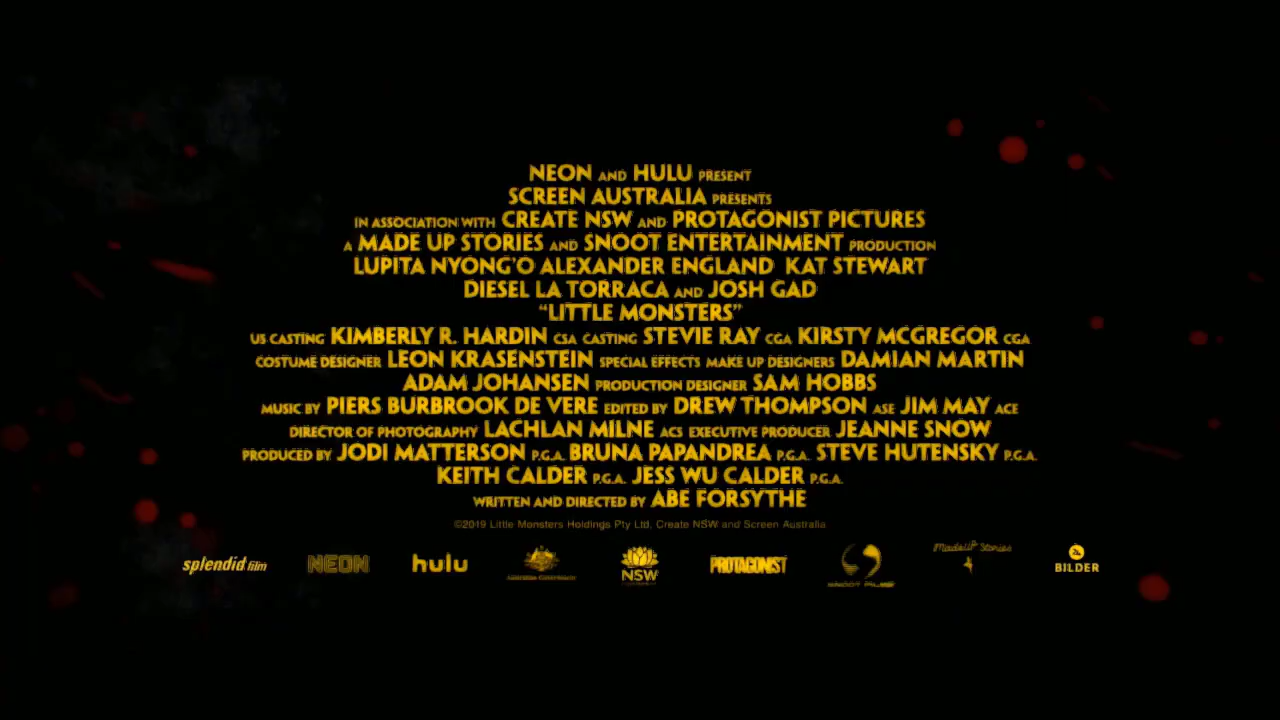 NEON AND HULU PRESENT
SCREEN AUSTRALIA PRESENTS
IN ASSOCIATION WITH CREATE NSW AND PROTAGONIST PICTURES
A MADE UP STORIES AND SNOOT ENTERTAINMENT PRODUCTION
LUPITA NYONG'O ALEXANDER ENGLAND KAT STEWART
DIESEL LA TORRACA AND JOSH GAD
“LITTLE MONSTERS”
US CASTING KIMBERLY R. HARDIN CSA CASTING STEVIE RAY CGA KIRSTY MCGREGOR CGA
COSTUME DESIGNER LEON KRASENSTEIN SPECIAL EFFECTS MAKE UP DESIGNERS DAMIAN MARTIN
ADAM JOHANSEN PRODUCTION DESIGNER SAM HOBBS
MUSIC BY PIERS BURBROOK DE VERE EDITED BY DREW THOMPSON ASE JIM MAY ACE
DIRECTOR OF PHOTOGRAPHY LACHLAN MILNE ACS EXECUTIVE PRODUCER JEANNE SNOW
PRODUCED BY JODI MATTERSON P.G.A. BRUNA PAPANDREA P.G.A. STEVE HUTENSKY P.G.A.
KEITH CALDER P.G.A. JESS WU CALDER P.G.A.
WRITTEN AND DIRECTED BY ABE FORSYTHE
©2019 Little Monsters Holdings Pty Ltd, Create NSW and Screen Australia
splendid film NEON hulu Australian Government NSW PROTAGONIST Made Up Stories BILDER